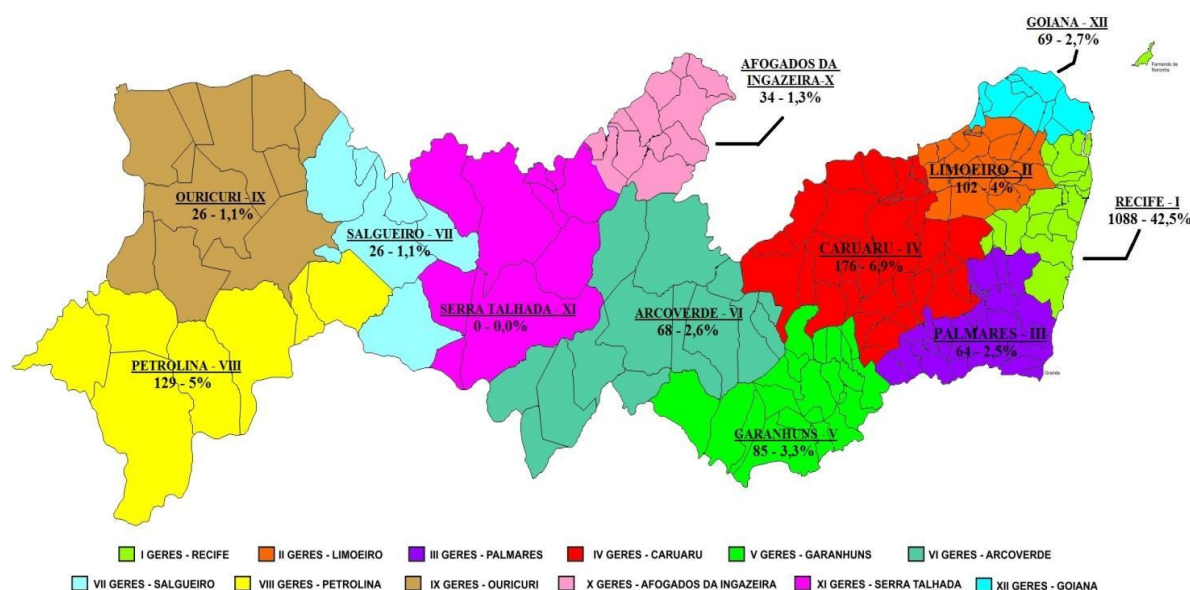 GOIANA - XII
69 - 2,7%
Fernando de
Noronha
AFOGADOS DA
INGAZEIRA-X
34 - 1,3%
LIMOEIRO - II
102 - 4%
OURICURI - IX
26 - 1,1%
RECIFE - I
1088 - 42,5%
SALGUEIRO - VII
26 - 1,1%
CARUARU - IV
176 - 6,9%
SERRA TALHADA - XI
0 - 0,0%
ARCOVERDE - VI
68 - 2,6%
PALMARES - III
64 - 2,5%
Grande
PETROLINA - VIII
129 - 5%
GARANHUNS - V
85 - 3,3%
I GERES - RECIFE
II GERES - LIMOEIRO
III GERES - PALMARES
IV GERES - CARUARU
V GERES - GARANHUNS
VI GERES - ARCOVERDE
VII GERES - SALGUEIRO
VIII GERES - PETROLINA
IX GERES - OURICURI
X GERES - AFOGADOS DA INGAZEIRA
XI GERES - SERRA TALHADA
XII GERES - GOIANA